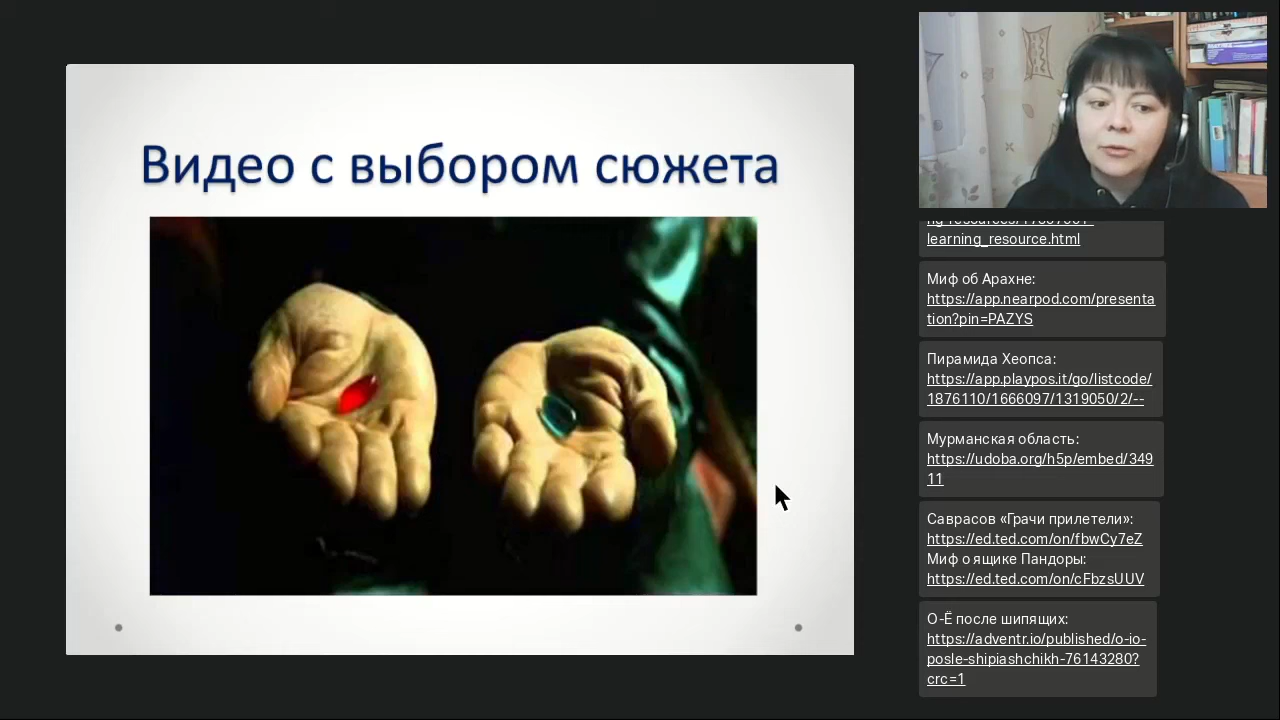 Видео с выбором сюжета
learning_resource.html
Миф об Арахне:
https://app.nearpod.com/presenta
tion?pin=PAZYS
Пирамида Хеопса:
https://app.playpos.it/go/listcode/
1876110/1666097/1319050/2/--
Мурманская область:
https://udoba.org/h5p/embed/349
11
Саврасов «Грачи прилетели»:
https://ed.ted.com/on/fbwCy7eZ
Миф о ящике Пандоры:
https://ed.ted.com/on/cFbzsUUV
О-Ё после шипящих:
https://adventr.io/published/o-io-
posle-shipiashchikh-76143280?
crc=1